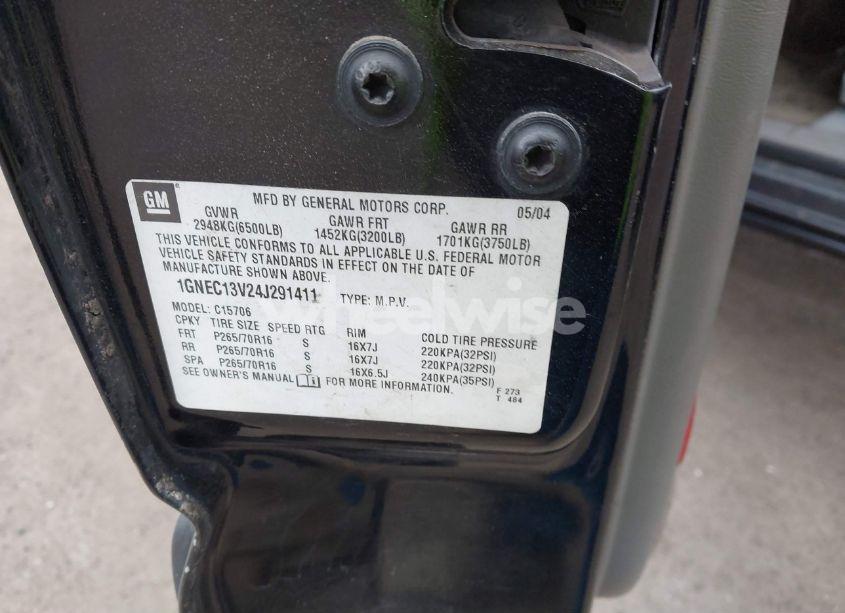 GM
MFD BY GENERAL MOTORS CORP. 05/04
GVWR GAWR FRT GAWR RR
2948KG(6500LB) 1452KG(3200LB) 1701KG(3750LB)
THIS VEHICLE CONFORMS TO ALL APPLICABLE U.S. FEDERAL MOTOR
VEHICLE SAFETY STANDARDS IN EFFECT ON THE DATE OF
MANUFACTURE SHOWN ABOVE.
1GNEC13V24J291411 TYPE: M.P.V.
MODEL: C15706
CPKY TIRE SIZE SPEED RTG RIM COLD TIRE PRESSURE
FRT P265/70R16 S 16X7J 220KPA(32PSI)
RR P265/70R16 S 16X7J 220KPA(32PSI)
SPA P265/70R16 S 16X6.5J 240KPA(35PSI)
SEE OWNER'S MANUAL FOR MORE INFORMATION.
F 273
T 484
wheelwise